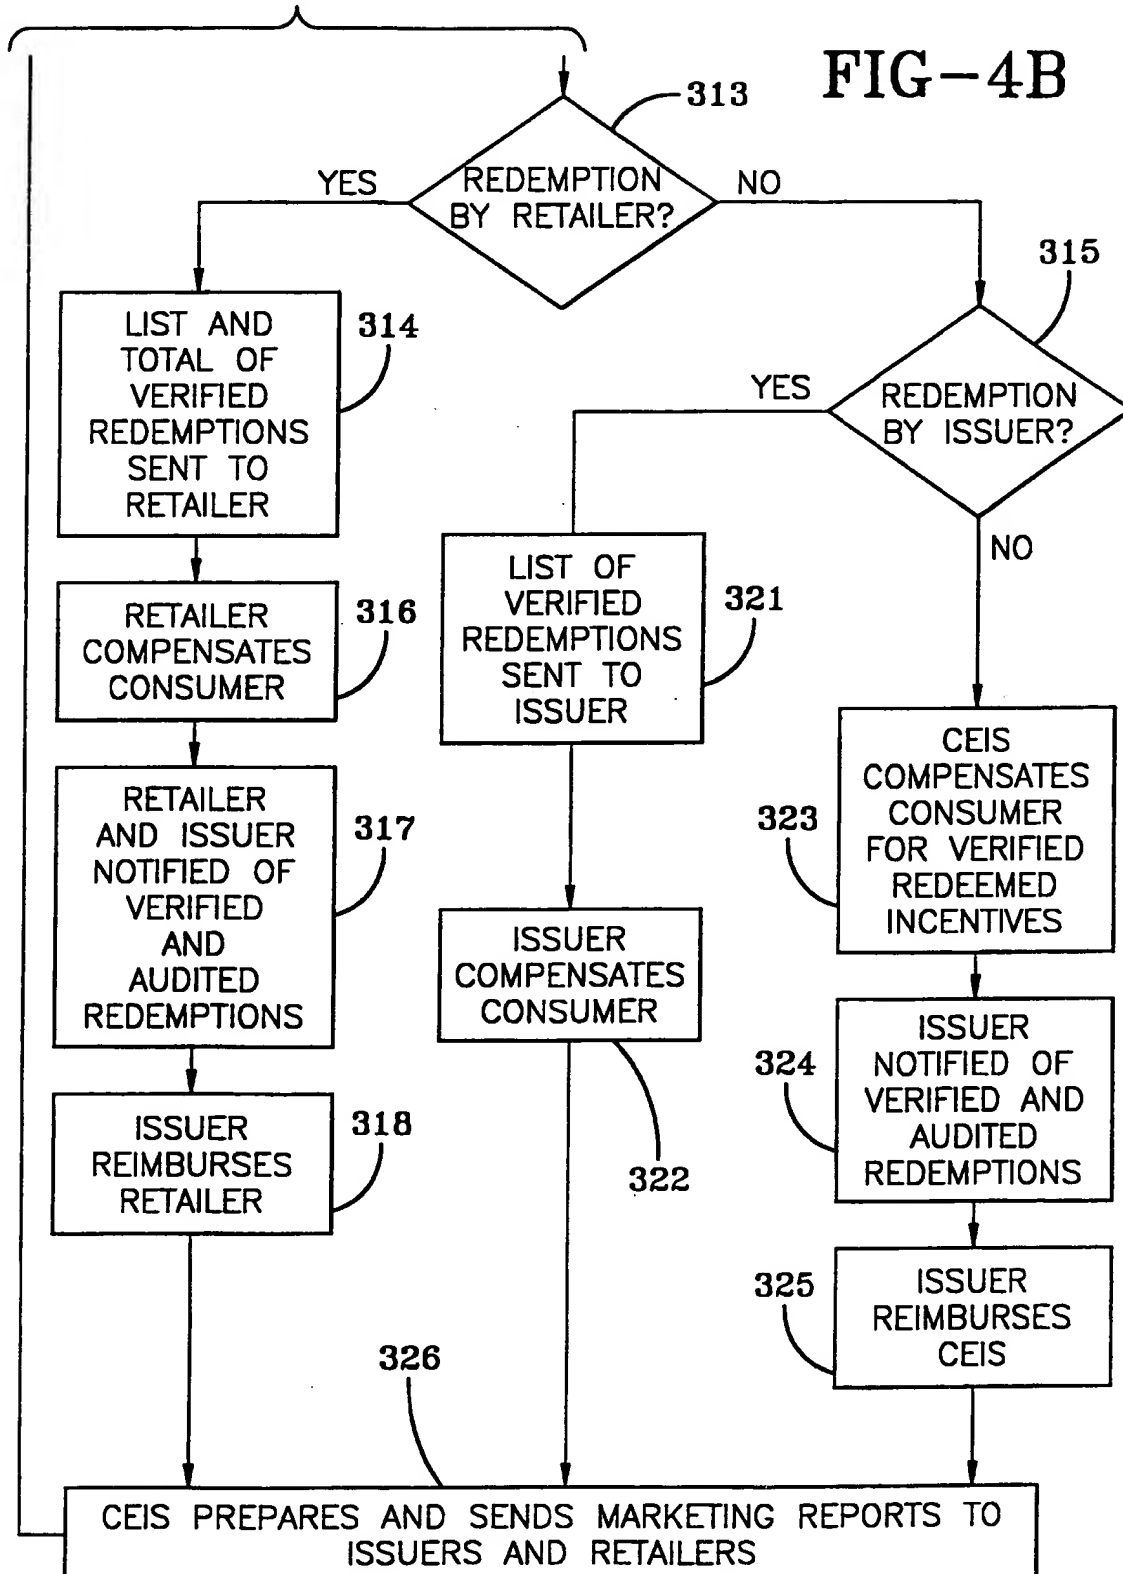 FIG-4B
313
YES
REDEMPTION
BY RETAILER?
NO
315
LIST AND
TOTAL OF
VERIFIED
REDEMPTIONS
SENT TO
RETAILER
314
YES
REDEMPTION
BY ISSUER?
NO
LIST OF
VERIFIED
REDEMPTIONS
SENT TO
ISSUER
321
RETAILER
COMPENSATES
CONSUMER
316
CEIS
COMPENSATES
CONSUMER
FOR VERIFIED
REDEEMED
INCENTIVES
323
RETAILER
AND ISSUER
NOTIFIED OF
VERIFIED
AND
AUDITED
REDEMPTIONS
317
ISSUER
COMPENSATES
CONSUMER
322
ISSUER
NOTIFIED OF
VERIFIED AND
AUDITED
REDEMPTIONS
324
ISSUER
REIMBURSES
RETAILER
318
ISSUER
REIMBURSES
CEIS
325
326
CEIS PREPARES AND SENDS MARKETING REPORTS TO
ISSUERS AND RETAILERS